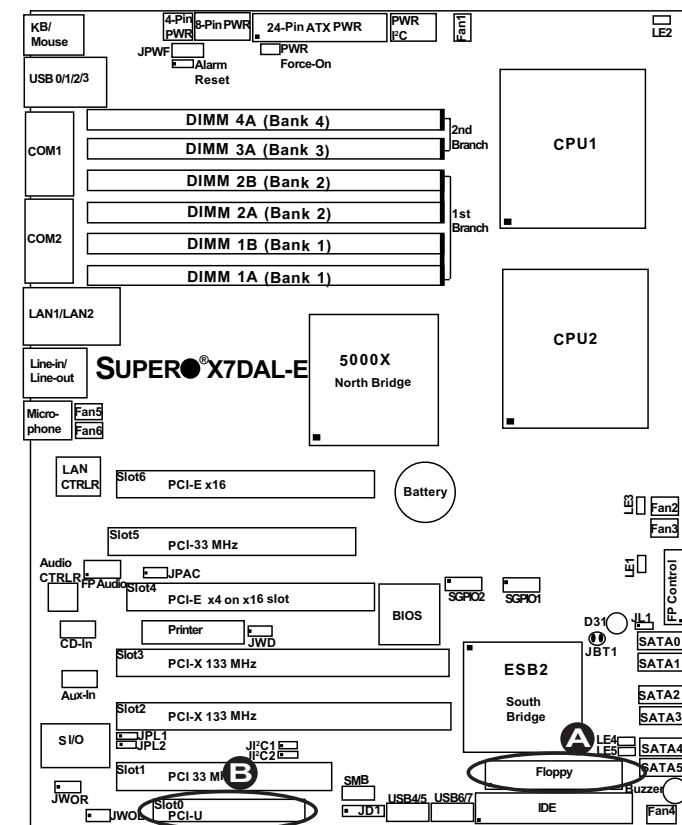 KB/
Mouse
4-Pin
PWR
8-Pin PWR
24-Pin ATX PWR
PWR
I²C
Fan1
LE2
JPWF
Alarm
Reset
PWR
Force-On
USB 0/1/2/3
DIMM 4A (Bank 4)
DIMM 3A (Bank 3)
2nd
Branch
DIMM 2B (Bank 2)
DIMM 2A (Bank 2)
DIMM 1B (Bank 1)
DIMM 1A (Bank 1)
1st
Branch
COM1
COM2
CPU1
CPU2
LAN1/LAN2
Line-in/
Line-out
SUPER●®X7DAL-E
5000X
North Bridge
Micro-
phone
Fan5
Fan6
LAN
CTRLR
Slot6
PCI-E x16
Battery
LE3
Fan2
Fan3
Slot5
PCI-33 MHz
Audio
CTRLR
FP Audio
JPAC
LE1
FP Control
Slot4
PCI-E x4 on x16 slot
BIOS
SGPIO2
SGPIO1
Printer
JWD
D31
JL1
JBT1
CD-In
SATA0
SATA1
Slot3
PCI-X 133 MHz
ESB2
South
Bridge
Aux-In
SATA2
SATA3
Slot2
PCI-X 133 MHz
S I/O
JPL1
JPL2
JI²C1
JI²C2
A
LE4
LE5
SATA4
SATA5
Slot1
PCI 33 M
B
Floppy
SMB
Buzzer
JWOR
JWOL
Slot0
PCI-U
JD1
USB4/5
USB6/7
IDE
Fan4